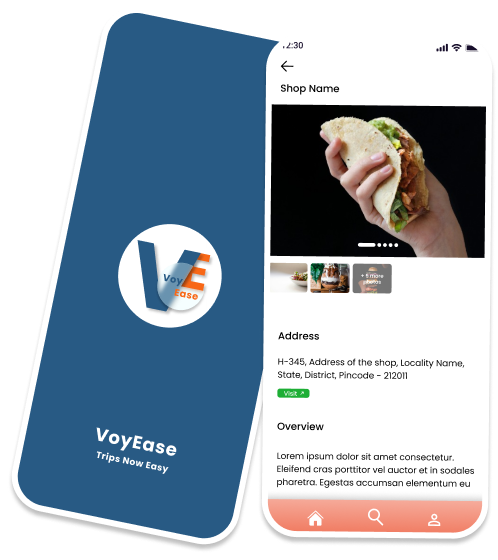 Voy
Ease
VoyEase
Trips Now Easy
12:30
Shop Name
+ 6 more
photos
Address
H-345, Address of the shop, Locality Name,
State, District, Pincode - 212011
Visit ↗
Overview
Lorem ipsum dolor sit amet consectetur.
Eleifend cras porttitor vel auctor et in sodales
pharetra. Egestas accumsan elementum eu